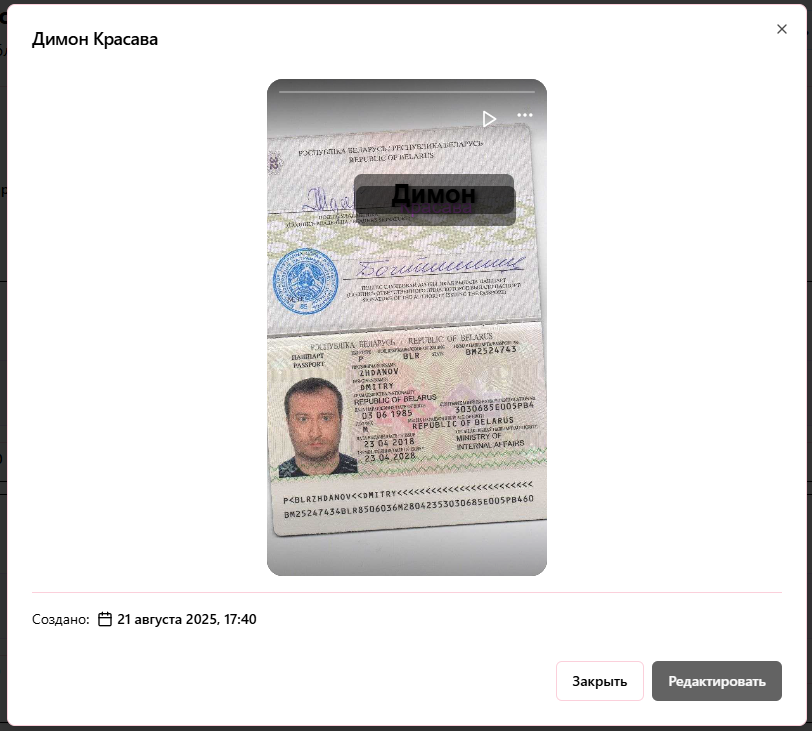 Димон Красава
РЭСПУБЛІКА БЕЛАРУСЬ / РЕСПУБЛИКА БЕЛАРУСЬ
REPUBLIC OF BELARUS
Димон
РЭСПУБЛІКА БЕЛАРУСЬ / REPUBLIC OF BELARUS
ПАШПАРТ
PASSPORT
P
BLR
BM2524743
ZHDANOV
DMITRY
REPUBLIC OF BELARUS
03 06 1985
3030685E005PB4
M
REPUBLIC OF BELARUS
23 04 2018
MINISTRY OF
INTERNAL AFFAIRS
23 04 2028
P<BLRZHDANOV<<DMITRY<<<<<<<<<<<<<<<<<<<<<<<<
BM25247434BLR8506036M28042353030685E005PB460
Создано: 21 августа 2025, 17:40
Закрыть
Редактировать